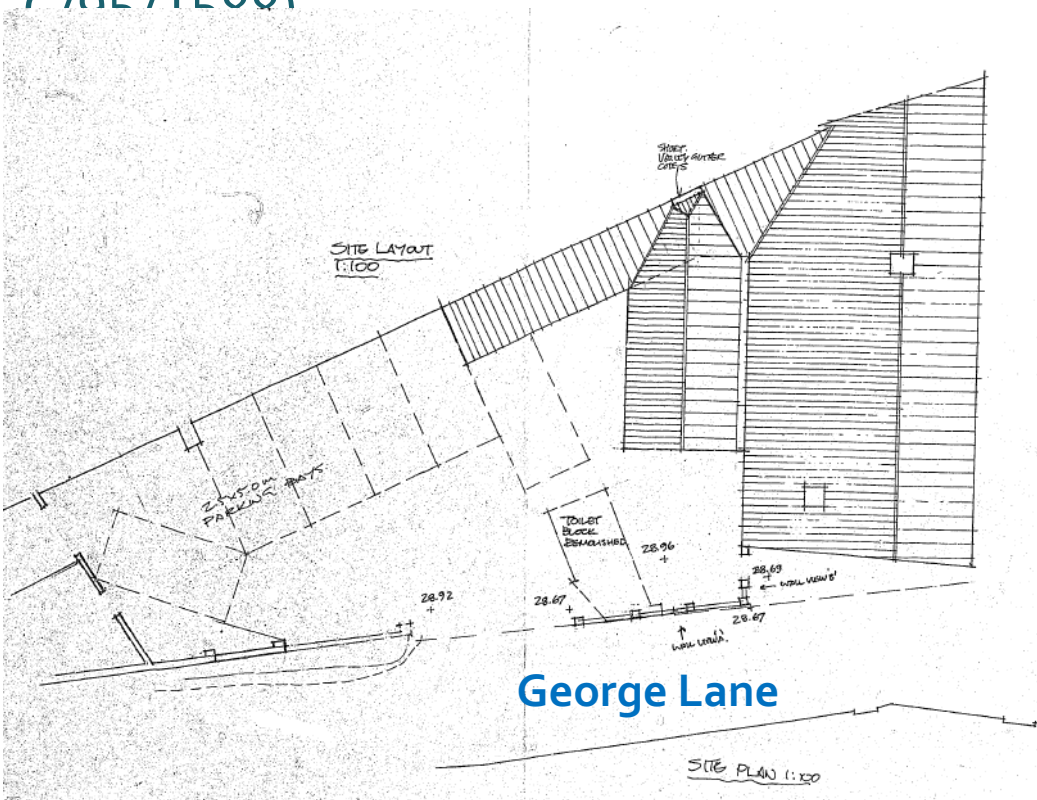 SHORT
VALLEY GUTTER
SITE LAYOUT
1:100
2.5x5.0m
PARKING BAYS
TOILET
BLOCK
DEMOLISHED
28.96
28.69
WALL VIEW 'B'
28.92
28.67
28.67
WALL VIEW 'A'
George Lane
SITE PLAN 1:100